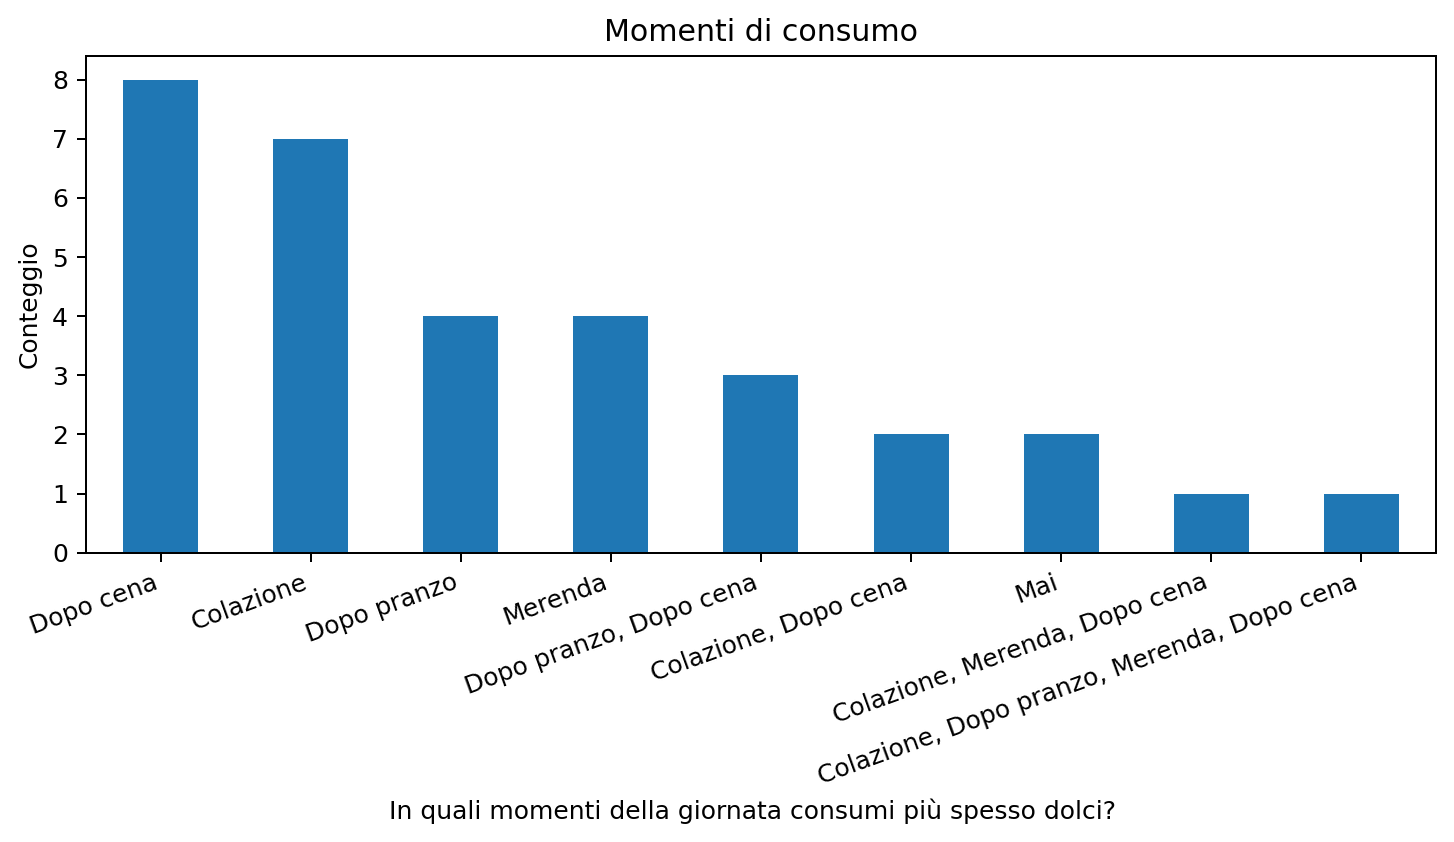 Momenti di consumo
Conteggio
8
7
6
5
4
3
2
1
0
Dopo cena
Colazione
Dopo pranzo
Merenda
Dopo pranzo, Dopo cena
Colazione, Dopo cena
Mai
Colazione, Merenda, Dopo cena
Colazione, Dopo pranzo, Merenda, Dopo cena
In quali momenti della giornata consumi più spesso dolci?